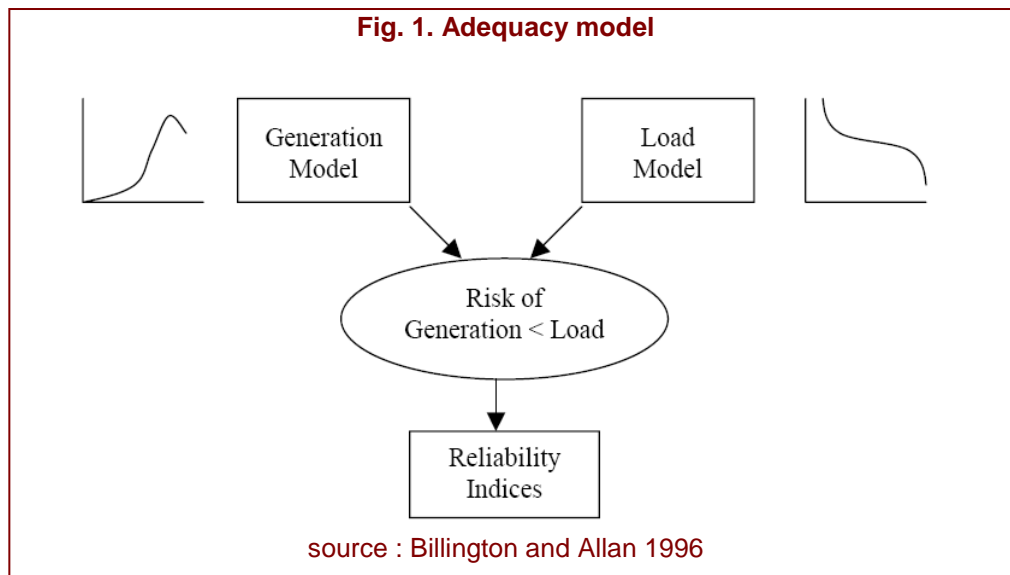 Fig. 1. Adequacy model
Generation
Model
Load
Model
Risk of
Generation < Load
Reliability
Indices
source : Billington and Allan 1996